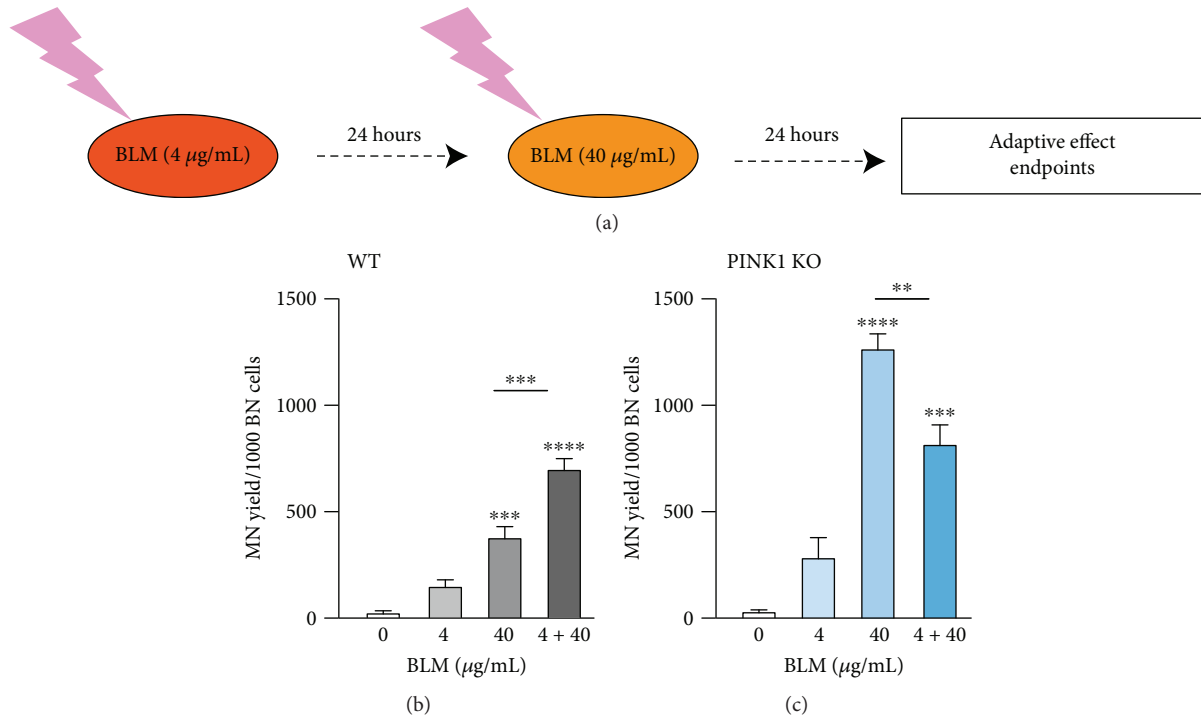 BLM (4 μg/mL)
24 hours
BLM (40 μg/mL)
24 hours
Adaptive effect
endpoints
(a)
WT
MN yield/1000 BN cells
1500
1000
500
0
***
***
****
0 4 40 4 + 40
BLM (μg/mL)
(b)
PINK1 KO
MN yield/1000 BN cells
1500
1000
500
0
**
****
***
0 4 40 4 + 40
BLM (μg/mL)
(c)